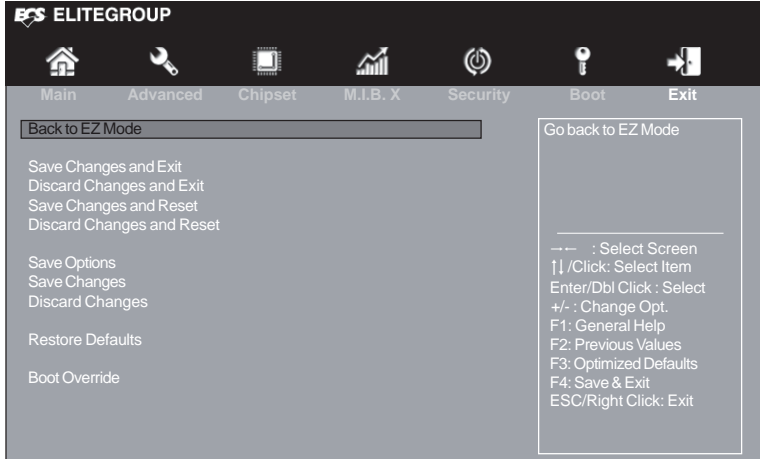 ECS ELITEGROUP
Main Advanced Chipset M.I.B. X Security Boot Exit
Back to EZ Mode
Save Changes and Exit
Discard Changes and Exit
Save Changes and Reset
Discard Changes and Reset
Save Options
Save Changes
Discard Changes
Restore Defaults
Boot Override
Go back to EZ Mode
→← : Select Screen
↑↓/Click: Select Item
Enter/Dbl Click : Select
+/- : Change Opt.
F1: General Help
F2: Previous Values
F3: Optimized Defaults
F4: Save & Exit
ESC/Right Click: Exit